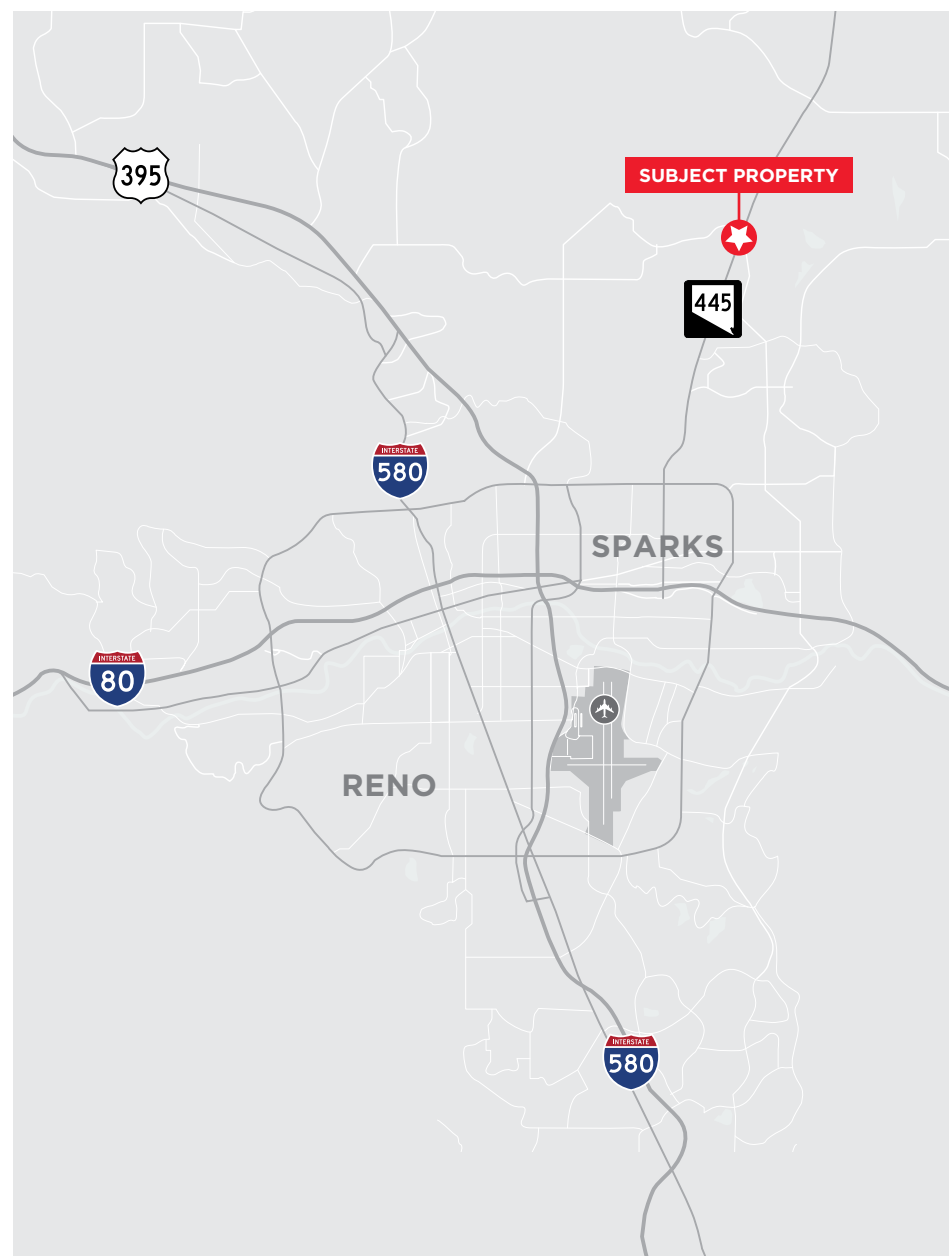 395
SUBJECT PROPERTY
445
INTERSTATE
580
SPARKS
INTERSTATE
80
RENO
INTERSTATE
580